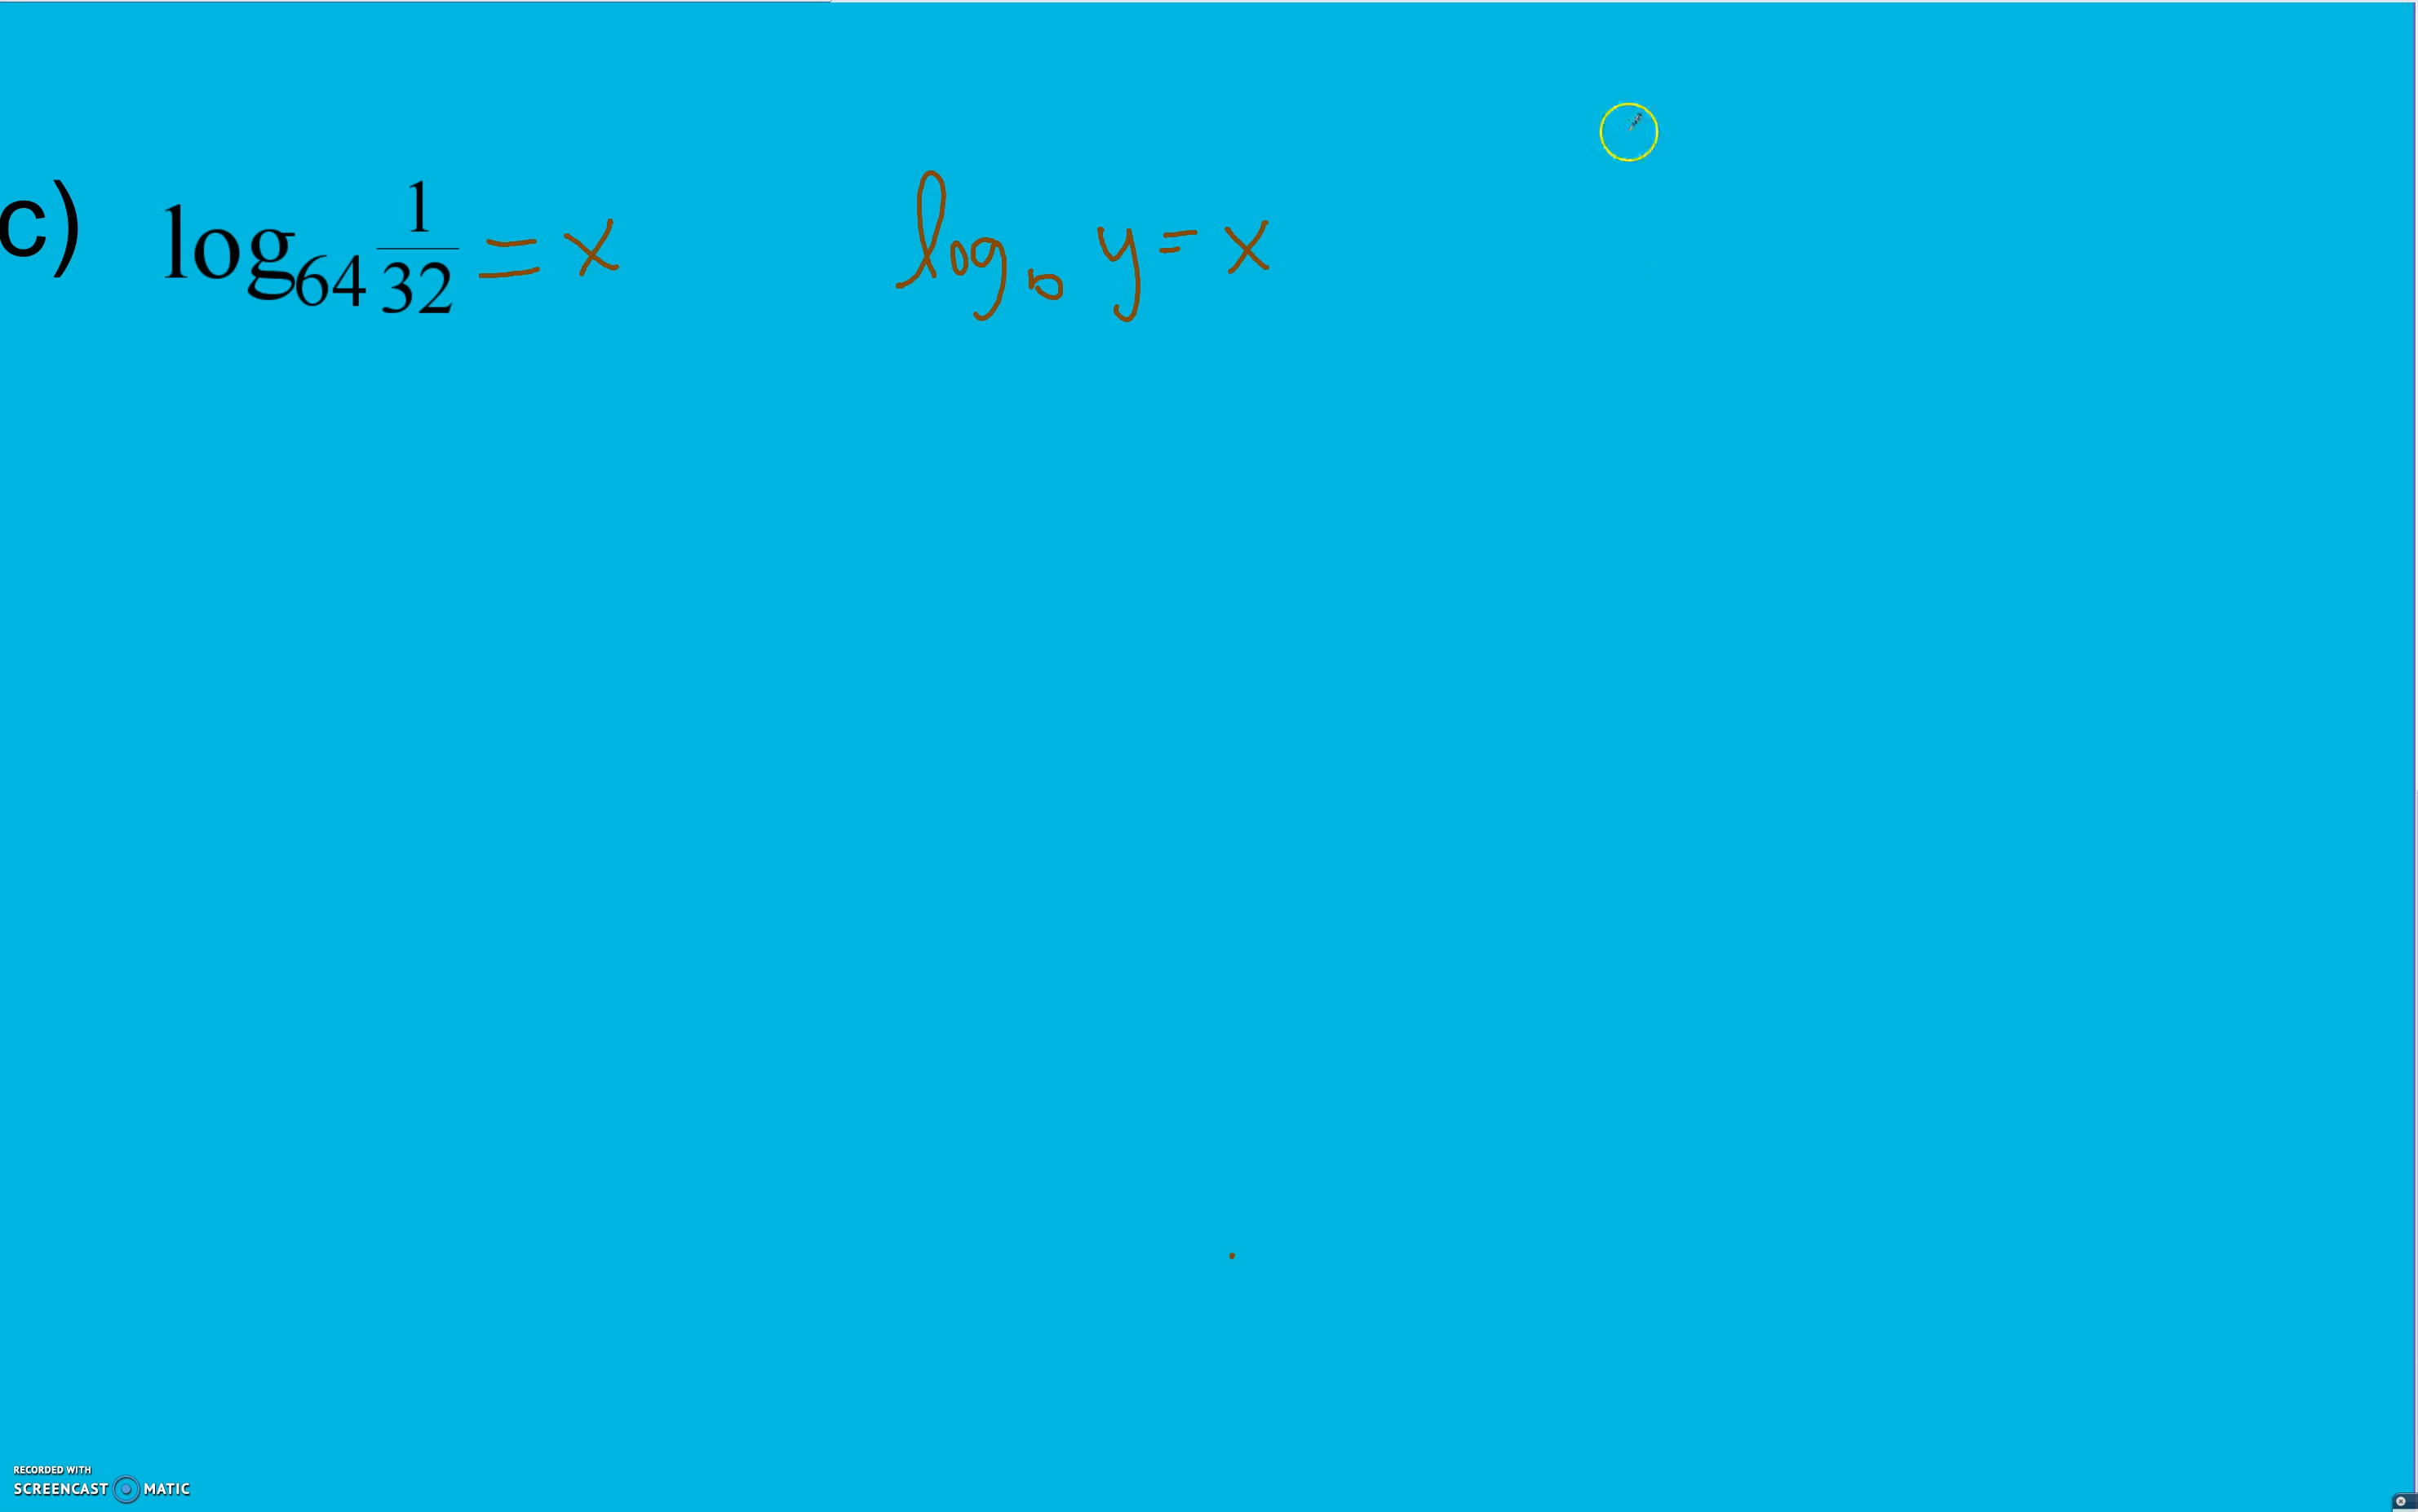 c) log₆₄ 1/32 = x log_b y = x
RECORDED WITH
SCREENCAST MATIC